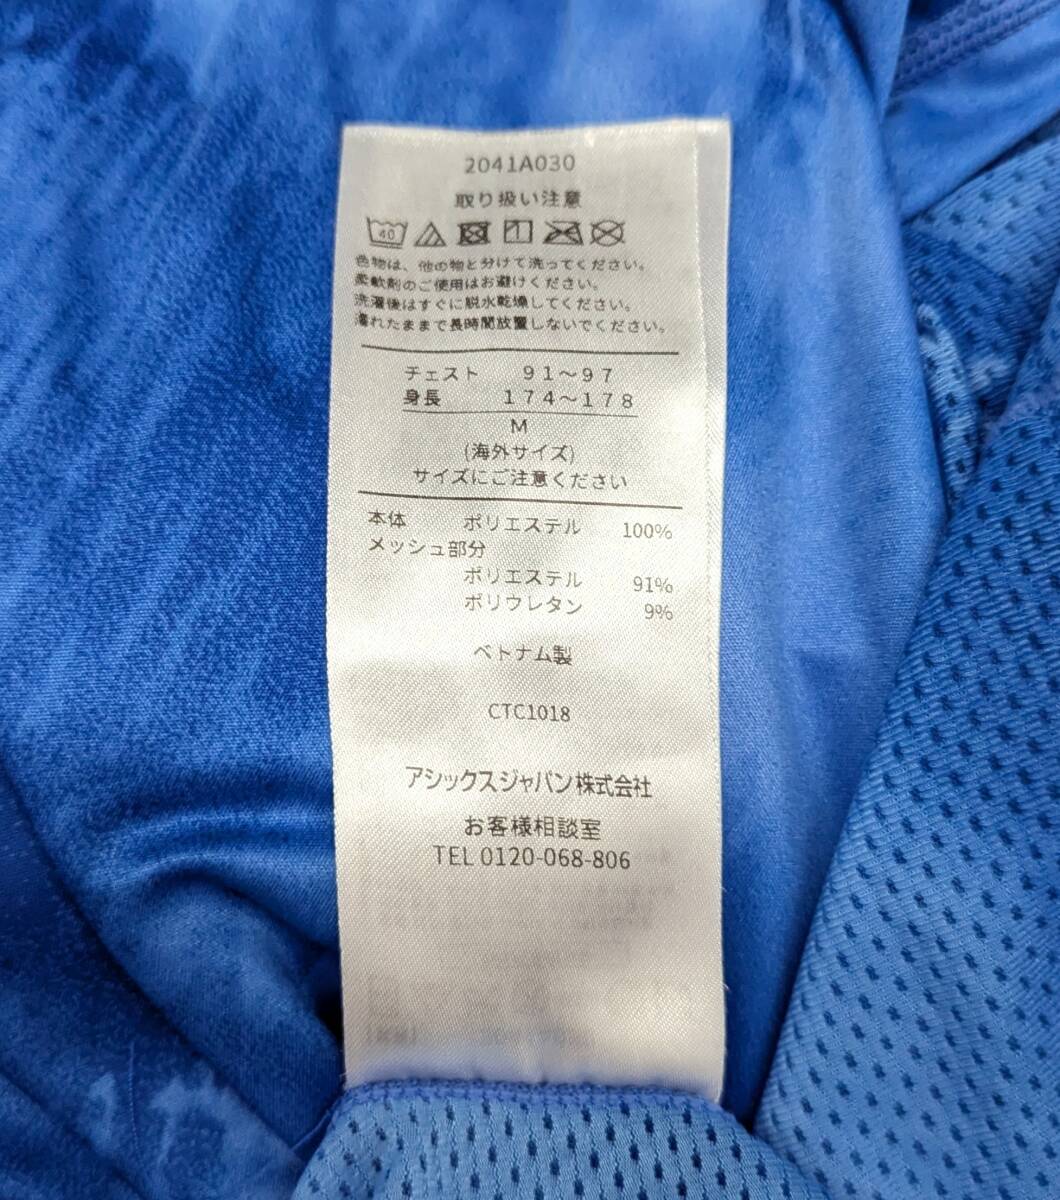 2041A030
取り扱い注意
40
色物は、他の物と分けて洗ってください。
柔軟剤のご使用はお避けください。
洗濯後はすぐに脱水乾燥してください。
濡れたままで長時間放置しないでください。
チェスト 91〜97
身長 174〜178
M
(海外サイズ)
サイズにご注意ください
本体 ポリエステル 100%
メッシュ部分
ポリエステル 91%
ポリウレタン 9%
ベトナム製
CTC1018
アシックスジャパン株式会社
お客様相談室
TEL 0120-068-806